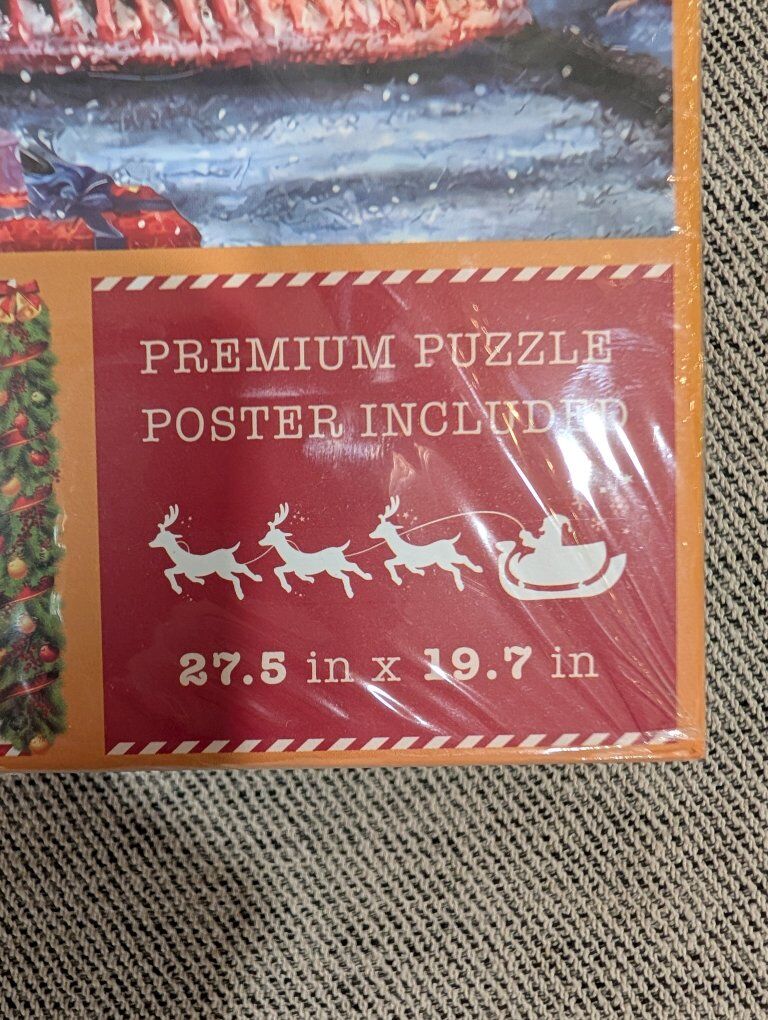 PREMIUM PUZZLE
POSTER INCLUDED
27.5 in x 19.7 in